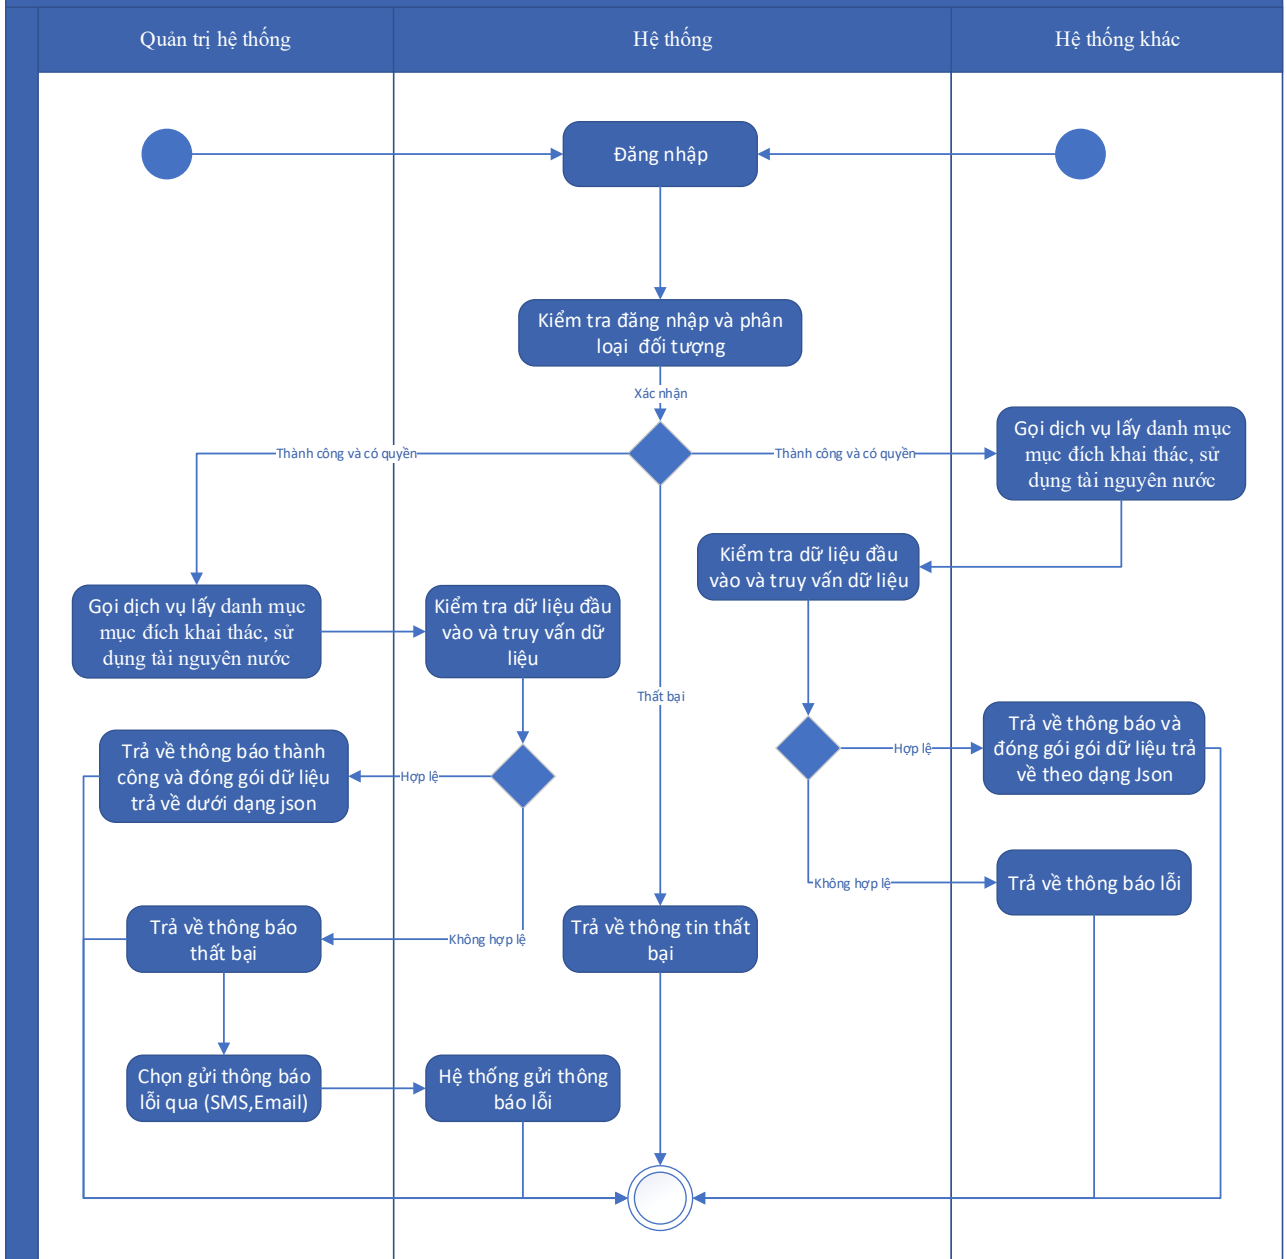 Quản trị hệ thống
Hệ thống
Hệ thống khác
Đăng nhập
Kiểm tra đăng nhập và phân
loại đối tượng
Xác nhận
Thành công và có quyền
Thành công và có quyền
Gọi dịch vụ lấy danh mục
mục đích khai thác, sử
dụng tài nguyên nước
Kiểm tra dữ liệu đầu
vào và truy vấn dữ liệu
Gọi dịch vụ lấy danh mục
mục đích khai thác, sử
dụng tài nguyên nước
Kiểm tra dữ liệu đầu
vào và truy vấn dữ
liệu
Thất bại
Trả về thông báo thành
công và đóng gói dữ liệu
trả về dưới dạng json
Hợp lệ
Hợp lệ
Trả về thông báo và
đóng gói gói dữ liệu trả
về theo dạng Json
Không hợp lệ
Trả về thông báo lỗi
Trả về thông báo
thất bại
Không hợp lệ
Trả về thông tin thất
bại
Chọn gửi thông báo
lỗi qua (SMS,Email)
Hệ thống gửi thông
báo lỗi